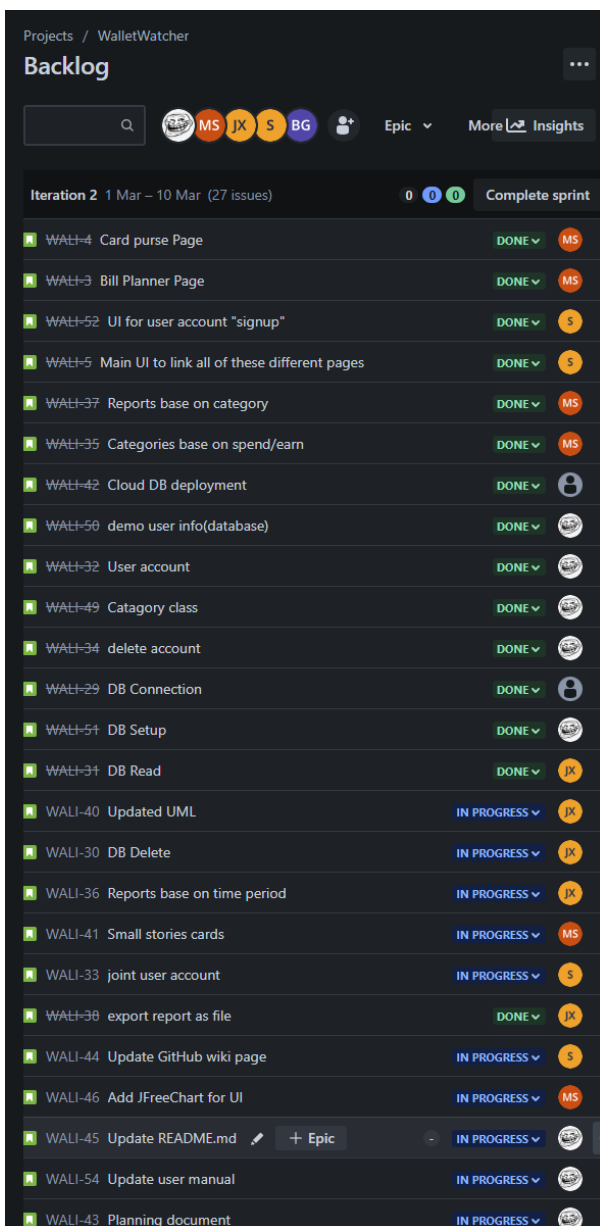 Projects / WalletWatcher
Backlog
MS JX S BG Epic More Insights
Iteration 2 1 Mar – 10 Mar (27 issues) 0 0 0 Complete sprint
WALI-4 Card purse Page DONE MS
WALI-3 Bill Planner Page DONE MS
WALI-52 UI for user account "signup" DONE S
WALI-5 Main UI to link all of these different pages DONE S
WALI-37 Reports base on category DONE MS
WALI-35 Categories base on spend/earn DONE MS
WALI-42 Cloud DB deployment DONE
WALI-50 demo user info(database) DONE
WALI-32 User account DONE
WALI-49 Catagory class DONE
WALI-34 delete account DONE
WALI-29 DB Connection DONE
WALI-51 DB Setup DONE
WALI-31 DB Read DONE JX
WALI-40 Updated UML IN PROGRESS JX
WALI-30 DB Delete IN PROGRESS JX
WALI-36 Reports base on time period IN PROGRESS JX
WALI-41 Small stories cards IN PROGRESS MS
WALI-33 joint user account IN PROGRESS S
WALI-38 export report as file DONE JX
WALI-44 Update GitHub wiki page IN PROGRESS S
WALI-46 Add JFreeChart for UI IN PROGRESS MS
WALI-45 Update README.md + Epic - IN PROGRESS
WALI-54 Update user manual IN PROGRESS
WALI-43 Planning document IN PROGRESS